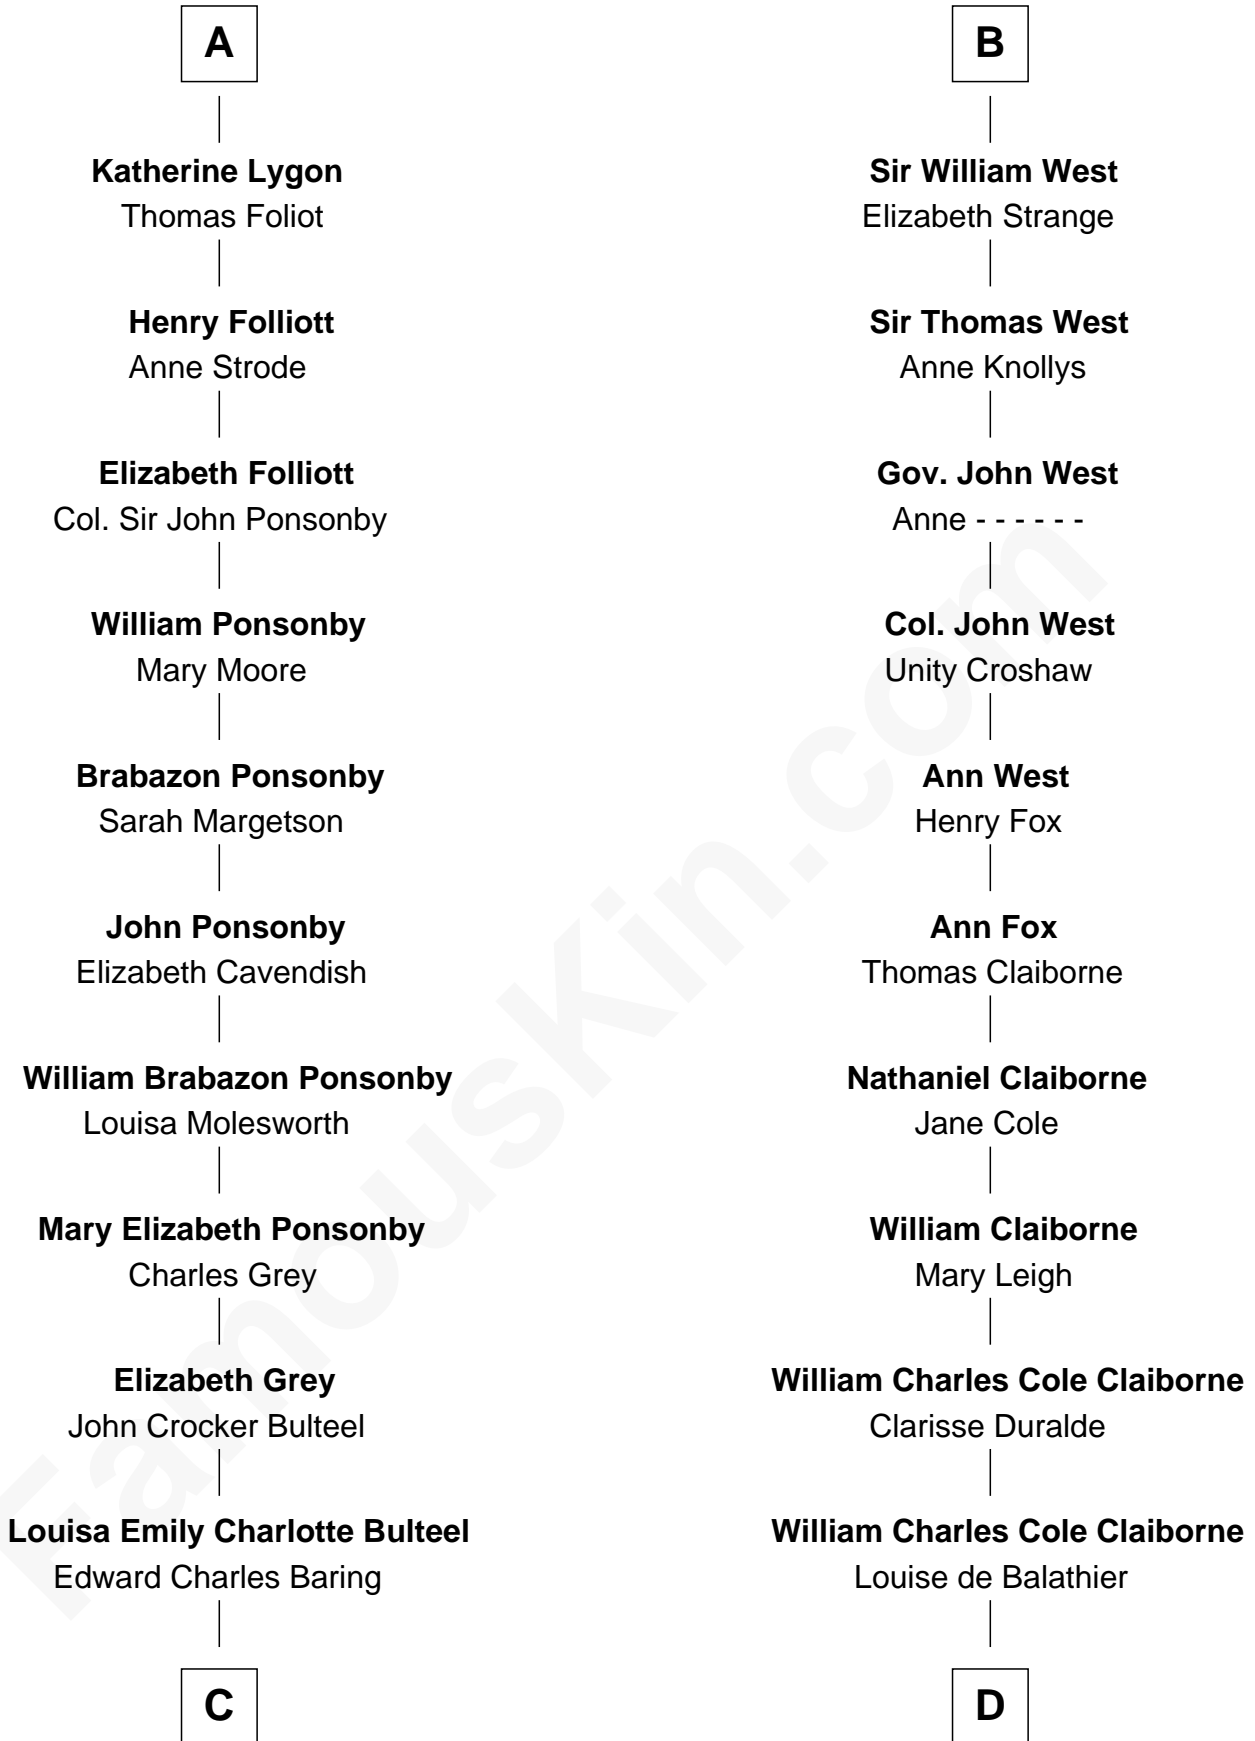 A
Katherine Lygon
Thomas Foliot
Henry Folliott
Anne Strode
Elizabeth Folliott
Col. Sir John Ponsonby
William Ponsonby
Mary Moore
Brabazon Ponsonby
Sarah Margetson
John Ponsonby
Elizabeth Cavendish
William Brabazon Ponsonby
Louisa Molesworth
Mary Elizabeth Ponsonby
Charles Grey
Elizabeth Grey
John Crocker Bulteel
Louisa Emily Charlotte Bulteel
Edward Charles Baring
C
B
Sir William West
Elizabeth Strange
Sir Thomas West
Anne Knollys
Gov. John West
Anne - - - - - -
Col. John West
Unity Croshaw
Ann West
Henry Fox
Ann Fox
Thomas Claiborne
Nathaniel Claiborne
Jane Cole
William Claiborne
Mary Leigh
William Charles Cole Claiborne
Clarisse Duralde
William Charles Cole Claiborne
Louise de Balathier
D
FamousKin.com